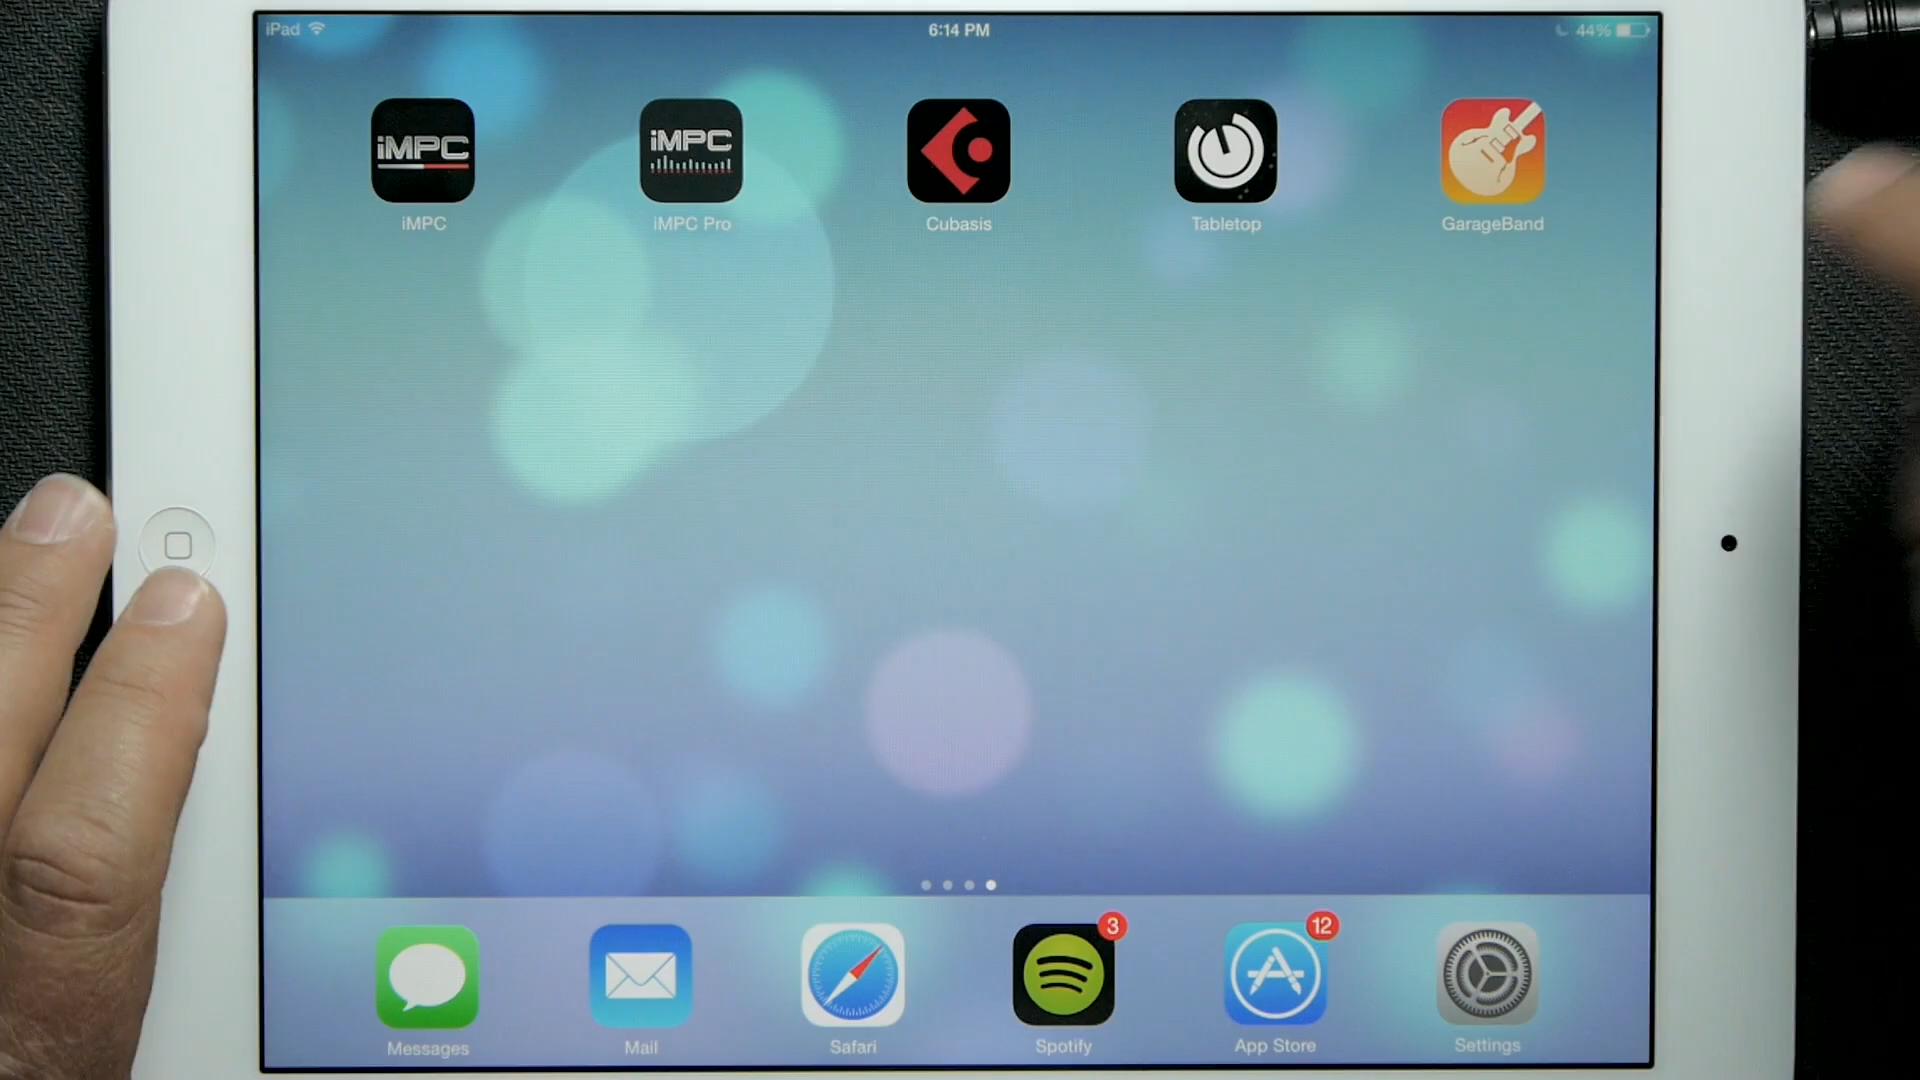 iPad
6:14 PM
44%
iMPC
iMPC
iMPC
iMPC Pro
Cubasis
Tabletop
GarageBand
3
12
Messages
Mail
Safari
Spotify
App Store
Settings